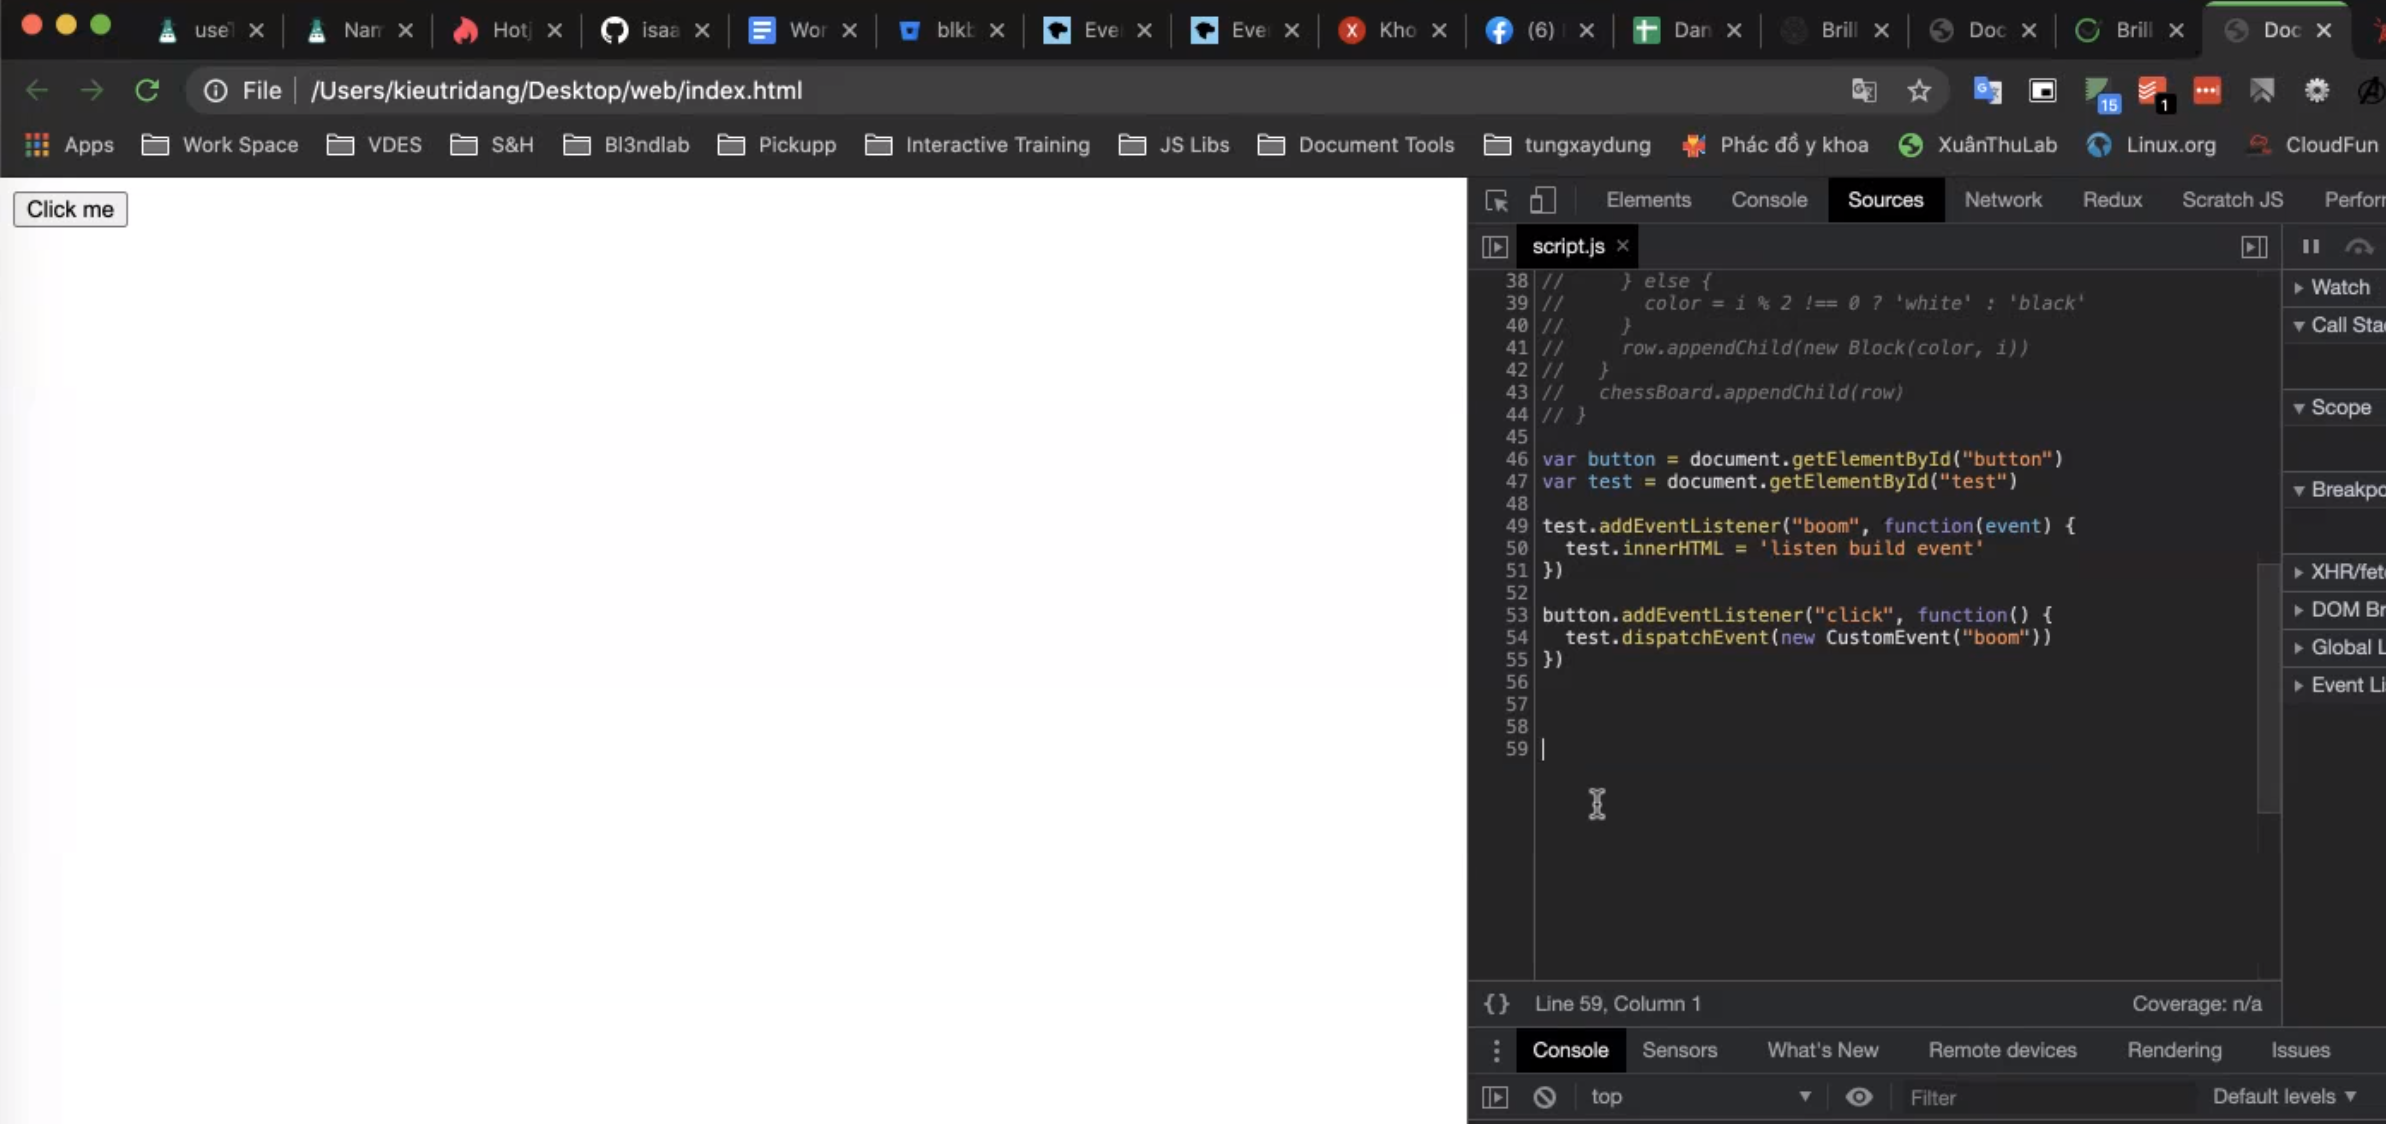 use Nam Hotj isaa Wor blkb Eve Eve Kho (6) Dan Brill Doc Brill Doc
File /Users/kieutridang/Desktop/web/index.html 15 1
Apps Work Space VDES S&H Bl3ndlab Pickupp Interactive Training JS Libs Document Tools tungxaydung Phác đồ y khoa XuânThuLab Linux.org CloudFun
Click me
Elements Console Sources Network Redux Scratch JS Perfor
script.js
38 // } else {
39 // color = i % 2 !== 0 ? 'white' : 'black'
40 // }
41 // row.appendChild(new Block(color, i))
42 // }
43 // chessBoard.appendChild(row)
44 // }
45
46 var button = document.getElementById("button")
47 var test = document.getElementById("test")
48
49 test.addEventListener("boom", function(event) {
50 test.innerHTML = 'listen build event'
51 })
52
53 button.addEventListener("click", function() {
54 test.dispatchEvent(new CustomEvent("boom"))
55 })
56
57
58
59
Watch
Call Sta
Scope
Breakpo
XHR/fet
DOM Br
Global L
Event Li
{} Line 59, Column 1 Coverage: n/a
Console Sensors What's New Remote devices Rendering Issues
top Filter Default levels